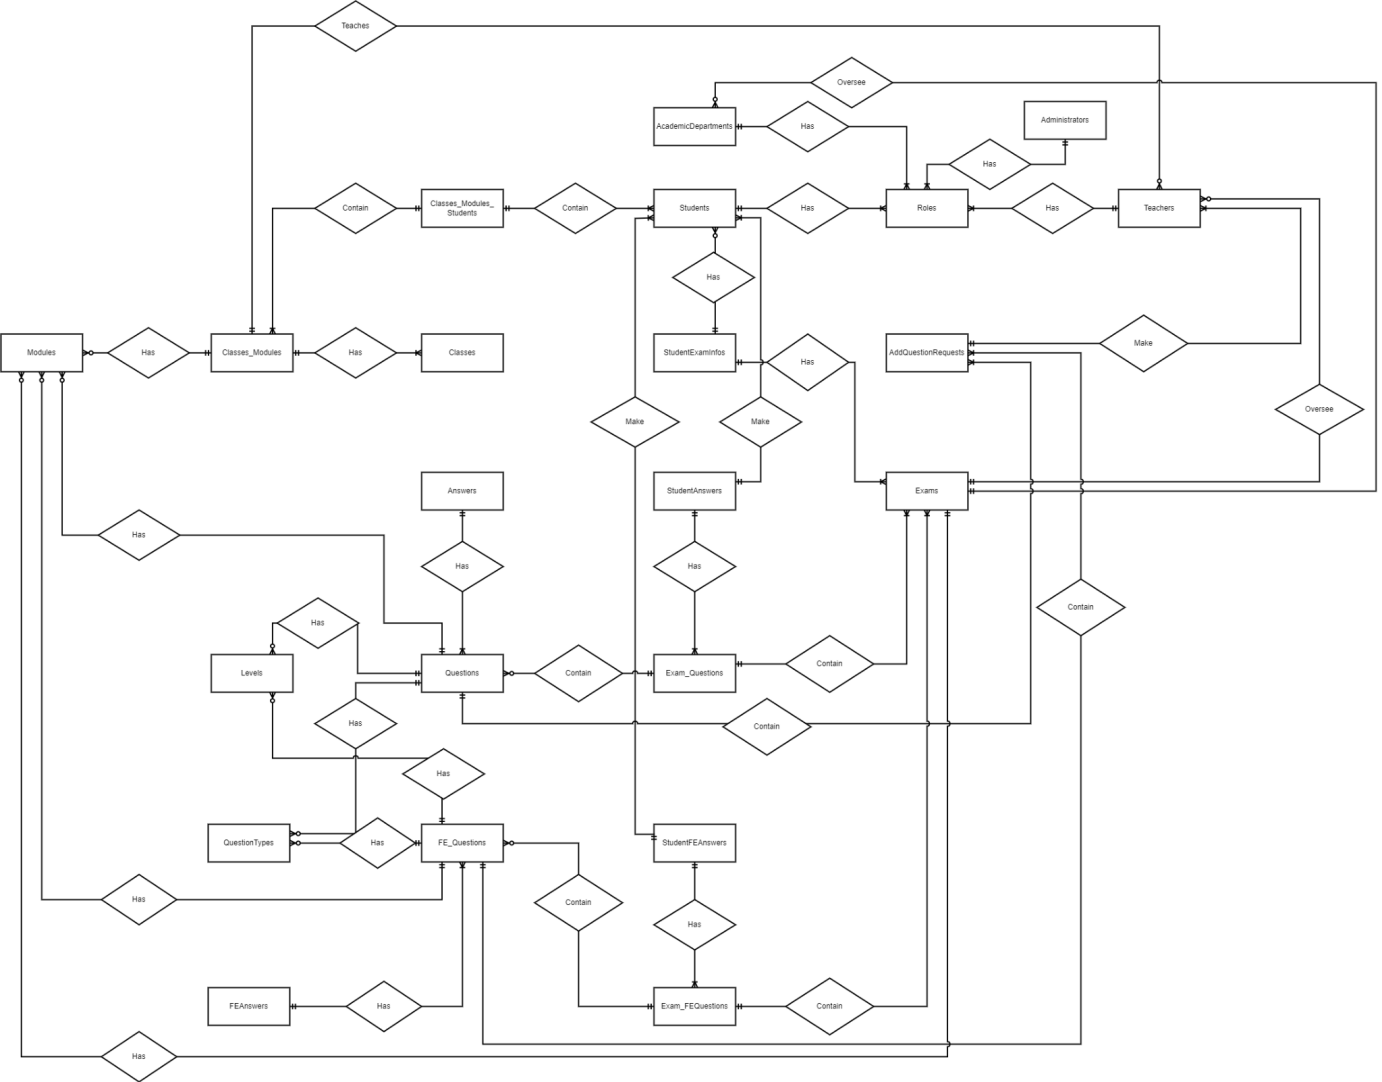 Teaches
Oversee
Administrators
AcademicDepartments
Has
Has
Contain
Classes_Modules_
Students
Contain
Students
Has
Roles
Has
Teachers
Has
Modules
Has
Classes_Modules
Has
Classes
StudentExamInfos
Has
AddQuestionRequests
Make
Oversee
Make
Make
Answers
StudentAnswers
Exams
Has
Has
Has
Contain
Has
Levels
Questions
Contain
Exam_Questions
Contain
Has
Contain
Has
QuestionTypes
Has
FE_Questions
StudentFEAnswers
Has
Contain
Has
FEAnswers
Has
Exam_FEQuestions
Contain
Has